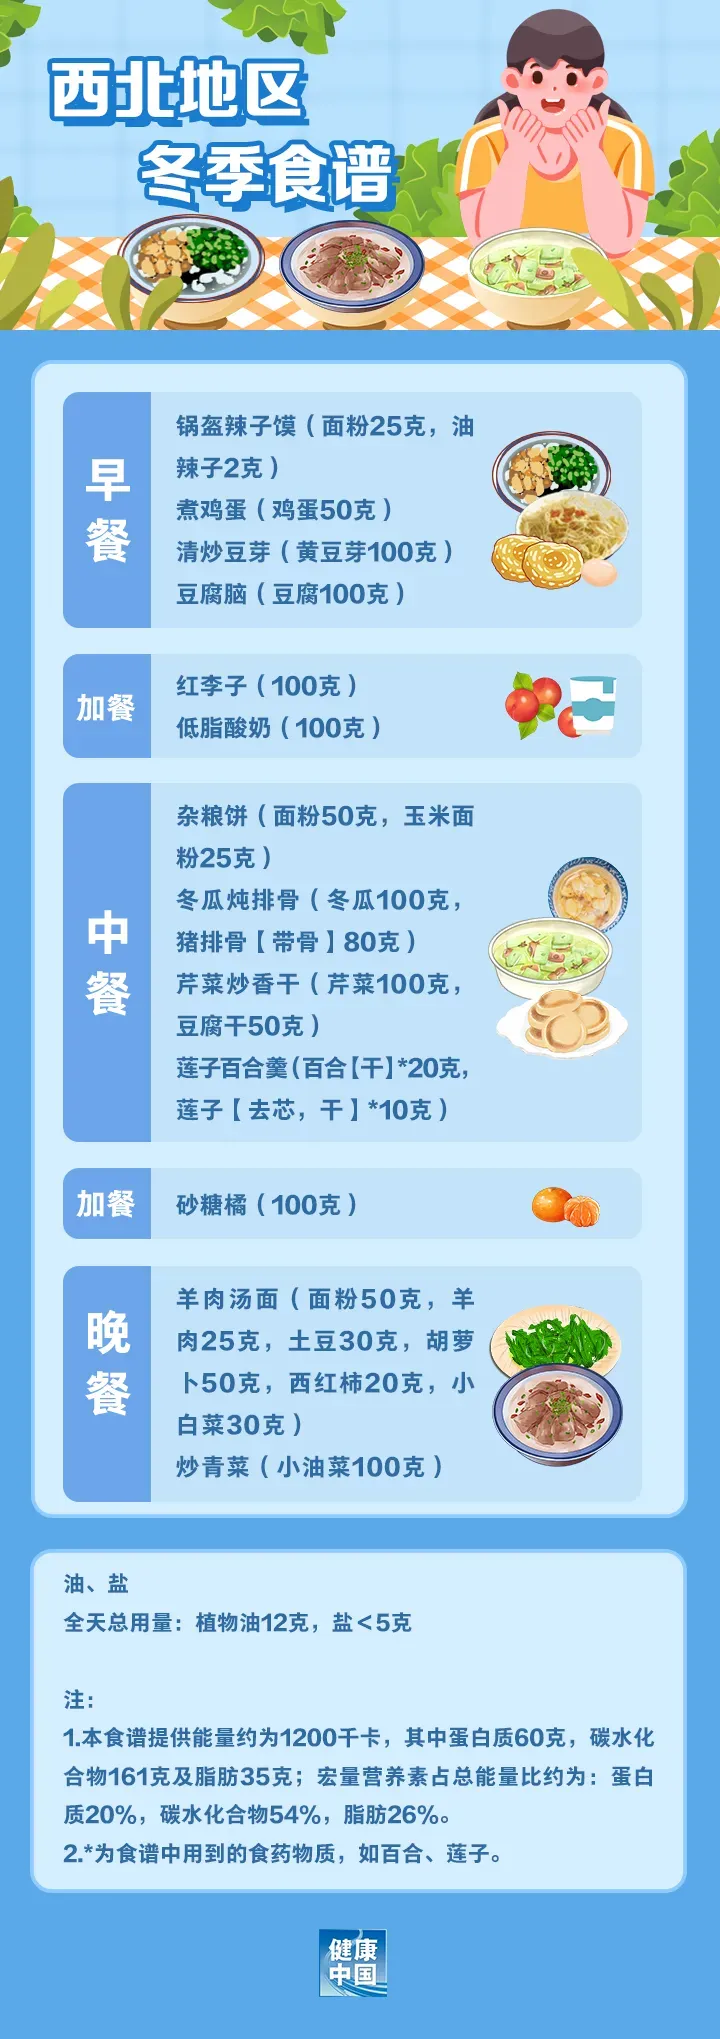 西北地区
冬季食谱
早餐
锅盔辣子馍（面粉25克，油
辣子2克）
煮鸡蛋（鸡蛋50克）
清炒豆芽（黄豆芽100克）
豆腐脑（豆腐100克）
加餐
红李子（100克）
低脂酸奶（100克）
中餐
杂粮饼（面粉50克，玉米面
粉25克）
冬瓜炖排骨（冬瓜100克，
猪排骨【带骨】80克）
芹菜炒香干（芹菜100克，
豆腐干50克）
莲子百合羹（百合【干】*20克，
莲子【去芯，干】*10克）
加餐
砂糖橘（100克）
晚餐
羊肉汤面（面粉50克，羊
肉25克，土豆30克，胡萝
卜50克，西红柿20克，小
白菜30克）
炒青菜（小油菜100克）
油、盐
全天总用量：植物油12克，盐＜5克
注：
1.本食谱提供能量约为1200千卡，其中蛋白质60克，碳水化
合物161克及脂肪35克；宏量营养素占总能量比约为：蛋白
质20%，碳水化合物54%，脂肪26%。
2.*为食谱中用到的食药物质，如百合、莲子。
健康
中国